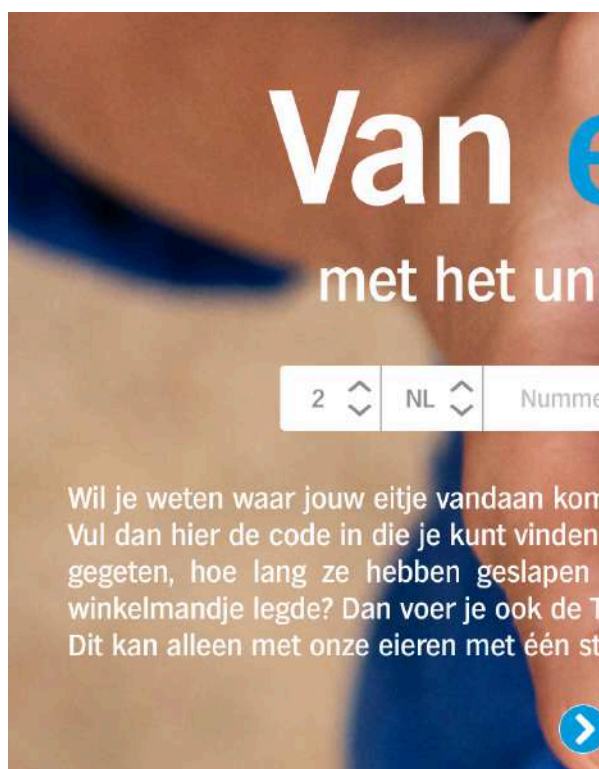 Van
met het un
2 NL Numme
Wil je weten waar jouw eitje vandaan kom
Vul dan hier de code in die je kunt vinden
gegeten, hoe lang ze hebben geslapen
winkelmandje legde? Dan voer je ook de T
Dit kan alleen met onze eieren met één st